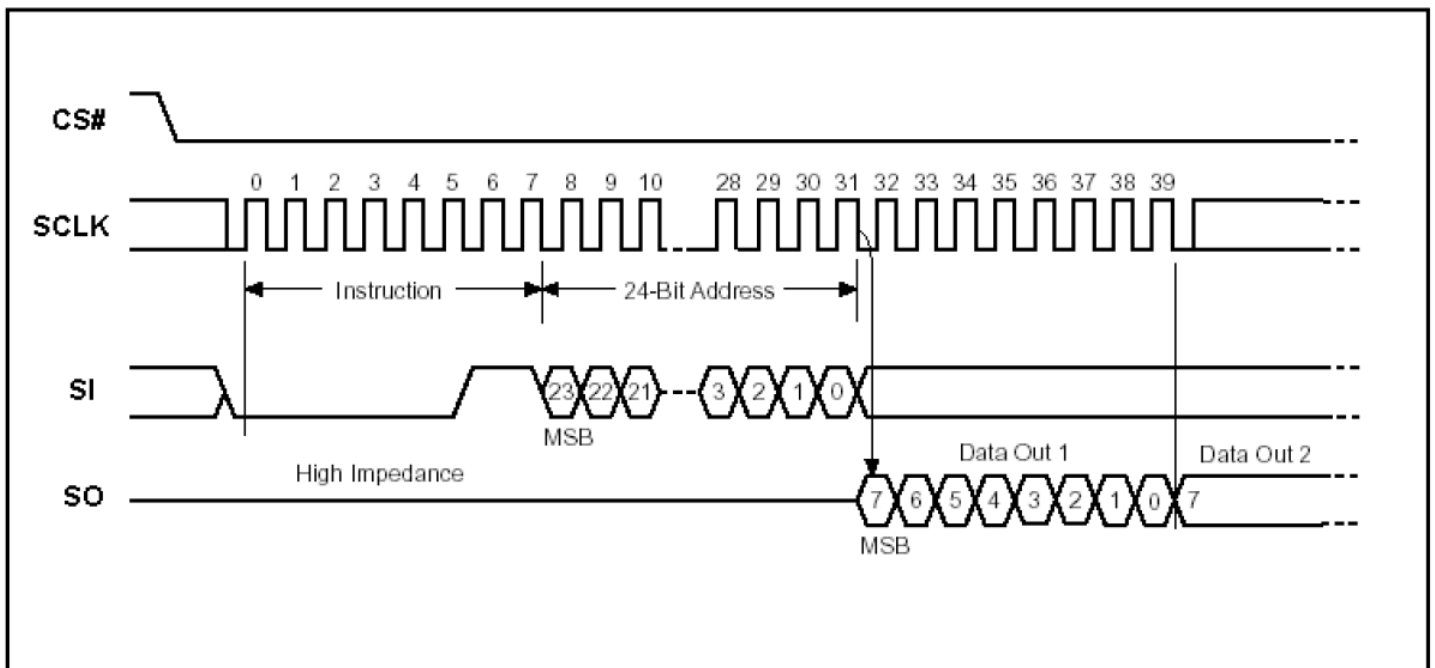 CS#
0 1 2 3 4 5 6 7 8 9 10 28 29 30 31 32 33 34 35 36 37 38 39
SCLK
Instruction 24-Bit Address
SI
23 22 21 3 2 1 0
MSB
High Impedance
Data Out 1 Data Out 2
SO
7 6 5 4 3 2 1 0 7
MSB